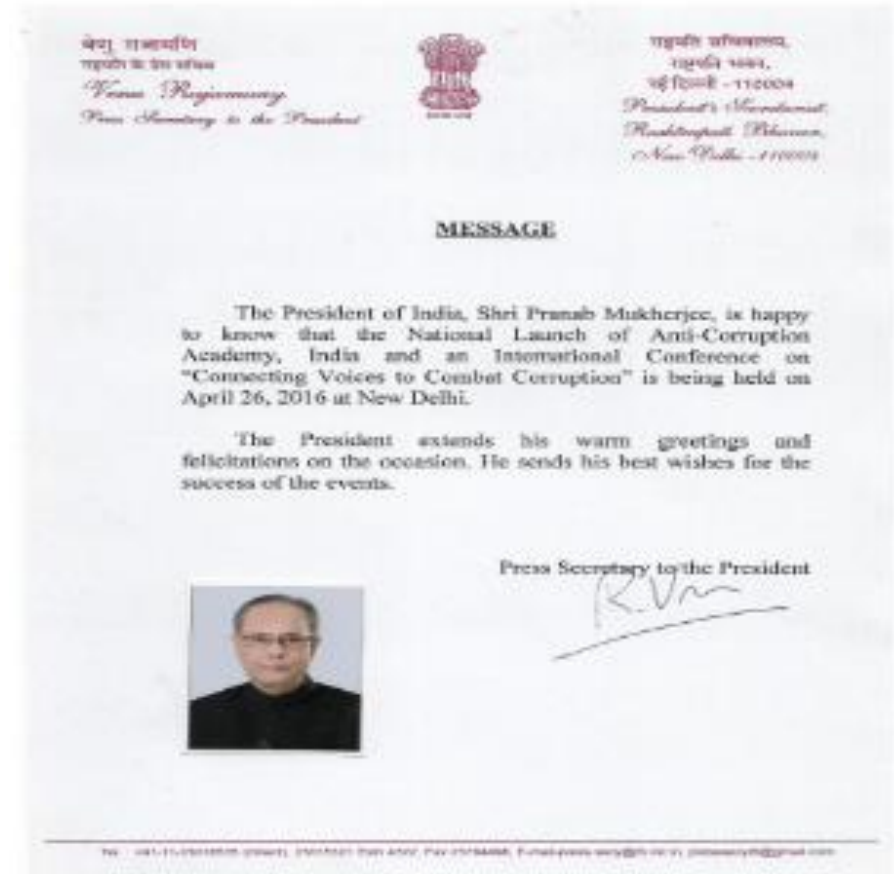 वेणु राजामणि
राष्ट्रपति के प्रेस सचिव
Venu Rajamony
Press Secretary to the President
राष्ट्रपति सचिवालय,
राष्ट्रपति भवन,
नई दिल्ली - 110004
President's Secretariat,
Rashtrapati Bhavan,
New Delhi - 110004
MESSAGE
The President of India, Shri Pranab Mukherjee, is happy
to know that the National Launch of Anti-Corruption
Academy, India and an International Conference on
“Connecting Voices to Combat Corruption” is being held on
April 26, 2016 at New Delhi.
The President extends his warm greetings and
felicitations on the occasion. He sends his best wishes for the
success of the events.
Press Secretary to the President